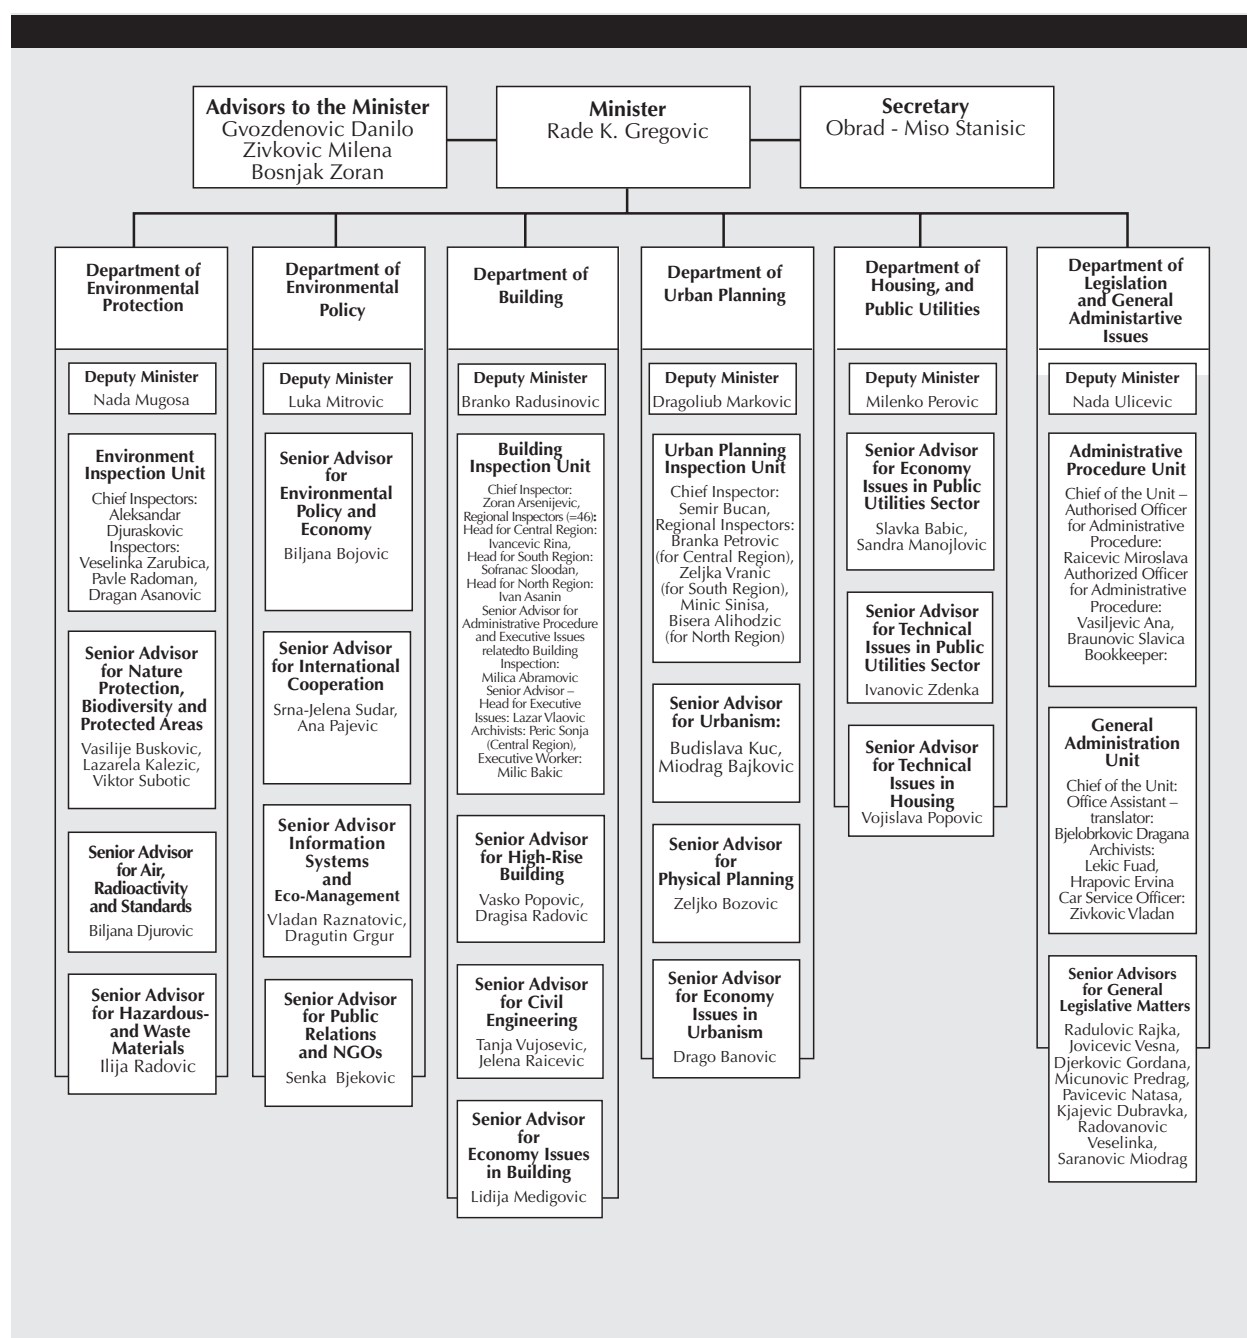 Advisors to the Minister
Gvozdenovic Danilo
Zivkovic Milena
Bosnjak Zoran
Minister
Rade K. Gregovic
Secretary
Obrad - Miso Stanisic
Department of
Environmental
Protection
Deputy Minister
Nada Mugosa
Environment
Inspection Unit
Chief Inspectors:
Aleksandar
Djuraskovic
Inspectors:
Veselinka Zarubica,
Pavle Radoman,
Dragan Asanovic
Senior Advisor
for Nature
Protection,
Biodiversity and
Protected Areas
Vasilije Buskovic,
Lazarela Kalezic,
Viktor Subotic
Senior Advisor
for Air,
Radioactivity
and Standards
Biljana Djurovic
Senior Advisor
for Hazardous-
and Waste
Materials
Ilija Radovic
Department of
Environmental
Policy
Deputy Minister
Luka Mitrovic
Senior Advisor
for
Environmental
Policy and
Economy
Biljana Bojovic
Senior Advisor
for International
Cooperation
Srna-Jelena Sudar,
Ana Pajevic
Senior Advisor
Information
Systems
and
Eco-Management
Vladan Raznatovic,
Dragutin Grgur
Senior Advisor
for Public
Relations
and NGOs
Senka Bjekovic
Department of
Building
Deputy Minister
Branko Radusinovic
Building
Inspection Unit
Chief Inspector:
Zoran Arsenijevic,
Regional Inspectors (=46):
Head for Central Region:
Ivancevic Rina,
Head for South Region:
Sofranac Sloodan,
Head for North Region:
Ivan Asanin
Senior Advisor for
Administrative Procedure
and Executive Issues
relatedto Building
Inspection:
Milica Abramovic
Senior Advisor –
Head for Executive
Issues: Lazar Vlaovic
Archivists: Peric Sonja
(Central Region),
Executive Worker:
Milic Bakic
Senior Advisor
for High-Rise
Building
Vasko Popovic,
Dragisa Radovic
Senior Advisor
for Civil
Engineering
Tanja Vujosevic,
Jelena Raicevic
Senior Advisor
for
Economy Issues
in Building
Lidija Medigovic
Department of
Urban Planning
Deputy Minister
Dragoliub Markovic
Urban Planning
Inspection Unit
Chief Inspector:
Semir Bucan,
Regional Inspectors:
Branka Petrovic
(for Central Region),
Zeljka Vranic
(for South Region),
Minic Sinisa,
Bisera Alihodzic
(for North Region)
Senior Advisor
for Urbanism:
Budislava Kuc,
Miodrag Bajkovic
Senior Advisor
for
Physical Planning
Zeljko Bozovic
Senior Advisor
for Economy
Issues in
Urbanism
Drago Banovic
Department of
Housing, and
Public Utilities
Deputy Minister
Milenko Perovic
Senior Advisor
for Economy
Issues in Public
Utilities Sector
Slavka Babic,
Sandra Manojlovic
Senior Advisor
for Technical
Issues in Public
Utilities Sector
Ivanovic Zdenka
Senior Advisor
for Technical
Issues in
Housing
Vojislava Popovic
Department of
Legislation
and General
Administartive
Issues
Deputy Minister
Nada Ulicevic
Administrative
Procedure Unit
Chief of the Unit –
Authorised Officer
for Administrative
Procedure:
Raicevic Miroslava
Authorized Officer
for Administrative
Procedure:
Vasiljevic Ana,
Braunovic Slavica
Bookkeeper:
General
Administration
Unit
Chief of the Unit:
Office Assistant –
translator:
Bjelobrkovic Dragana
Archivists:
Lekic Fuad,
Hrapovic Ervina
Car Service Officer:
Zivkovic Vladan
Senior Advisors
for General
Legislative Matters
Radulovic Rajka,
Jovicevic Vesna,
Djerkovic Gordana,
Micunovic Predrag,
Pavicevic Natasa,
Kjajevic Dubravka,
Radovanovic
Veselinka,
Saranovic Miodrag